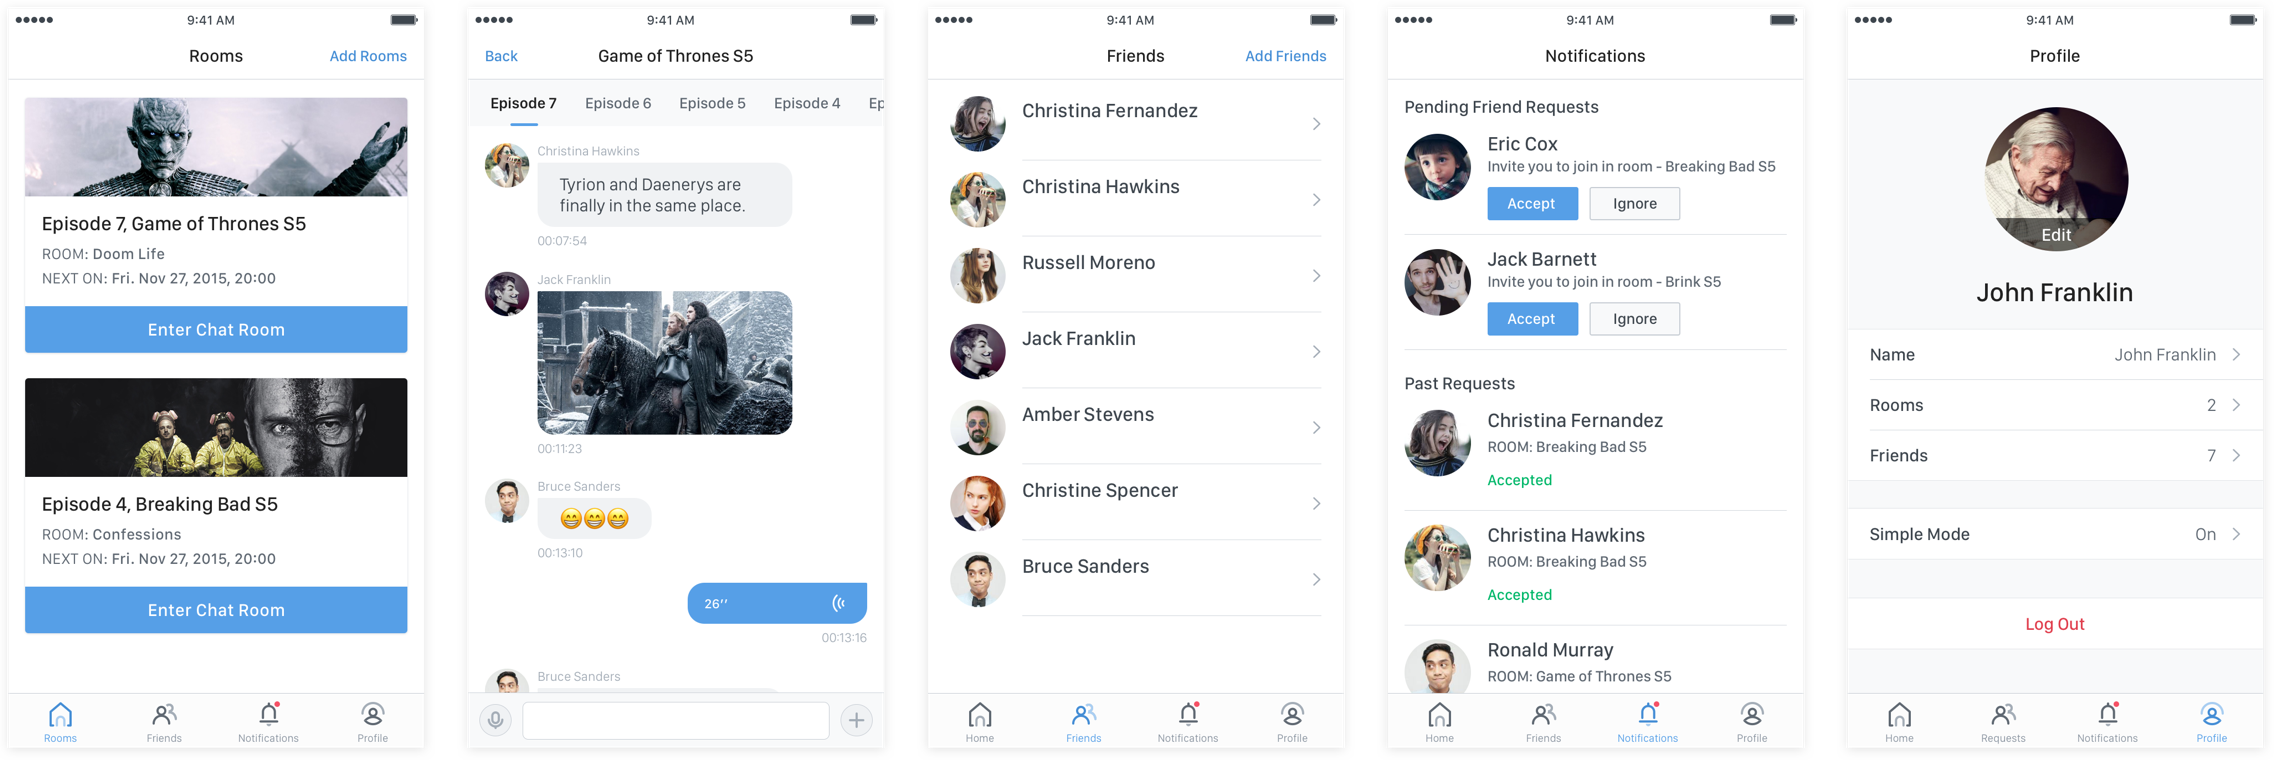 9:41 AM
Rooms
Add Rooms
Episode 7, Game of Thrones S5
ROOM: Doom Life
NEXT ON: Fri. Nov 27, 2015, 20:00
Enter Chat Room
Episode 4, Breaking Bad S5
ROOM: Confessions
NEXT ON: Fri. Nov 27, 2015, 20:00
Enter Chat Room
Rooms
Friends
Notifications
Profile
9:41 AM
Back
Game of Thrones S5
Episode 7
Episode 6
Episode 5
Episode 4
Ep
Christina Hawkins
Tyrion and Daenerys are
finally in the same place.
00:07:54
Jack Franklin
00:11:23
Bruce Sanders
😁😁😁
00:13:10
26’’
00:13:16
Bruce Sanders
9:41 AM
Friends
Add Friends
Christina Fernandez
Christina Hawkins
Russell Moreno
Jack Franklin
Amber Stevens
Christine Spencer
Bruce Sanders
Home
Friends
Notifications
Profile
9:41 AM
Notifications
Pending Friend Requests
Eric Cox
Invite you to join in room - Breaking Bad S5
Accept
Ignore
Jack Barnett
Invite you to join in room - Brink S5
Accept
Ignore
Past Requests
Christina Fernandez
ROOM: Breaking Bad S5
Accepted
Christina Hawkins
ROOM: Breaking Bad S5
Accepted
Ronald Murray
ROOM: Game of Thrones S5
Home
Friends
Notifications
Profile
9:41 AM
Profile
Edit
John Franklin
Name
John Franklin
Rooms
2
Friends
7
Simple Mode
On
Log Out
Home
Requests
Notifications
Profile